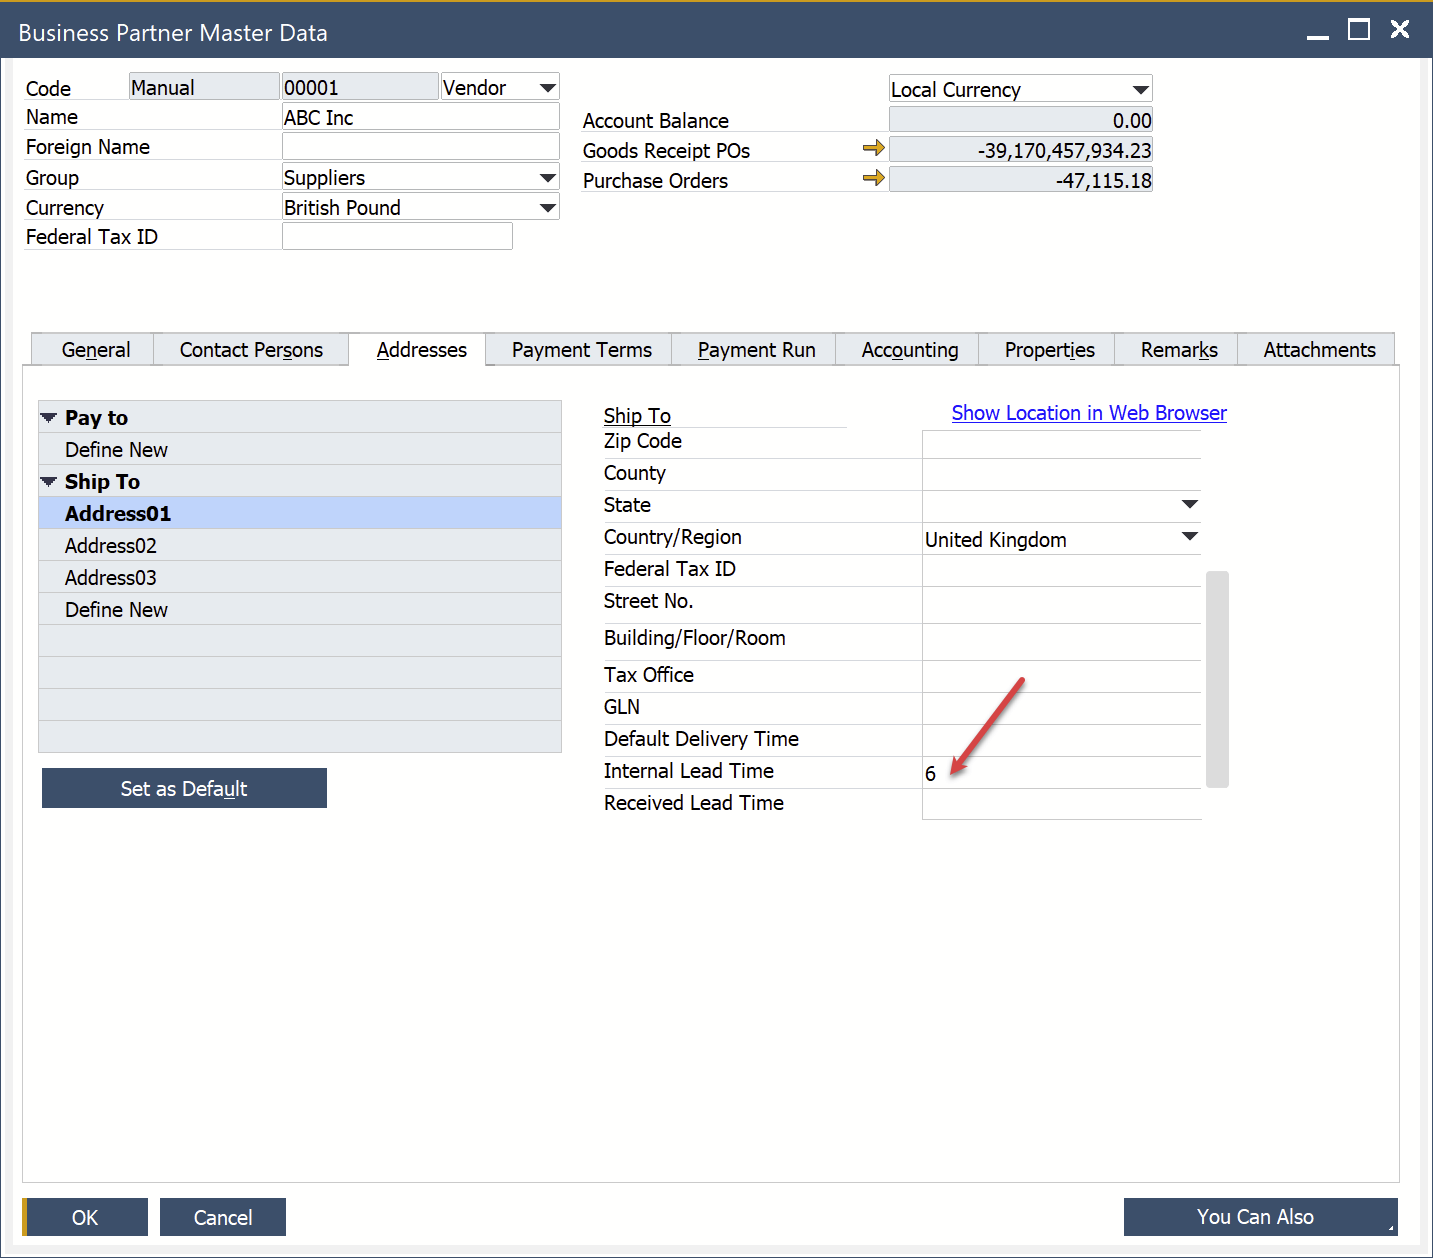 Business Partner Master Data
Code Manual 00001 Vendor
Name ABC Inc
Foreign Name
Group Suppliers
Currency British Pound
Federal Tax ID
Local Currency
Account Balance 0.00
Goods Receipt POs -39,170,457,934.23
Purchase Orders -47,115.18
General Contact Persons Addresses Payment Terms Payment Run Accounting Properties Remarks Attachments
Pay to
Define New
Ship To
Address01
Address02
Address03
Define New
Set as Default
Ship To Show Location in Web Browser
Zip Code
County
State
Country/Region United Kingdom
Federal Tax ID
Street No.
Building/Floor/Room
Tax Office
GLN
Default Delivery Time
Internal Lead Time 6
Received Lead Time
OK Cancel You Can Also